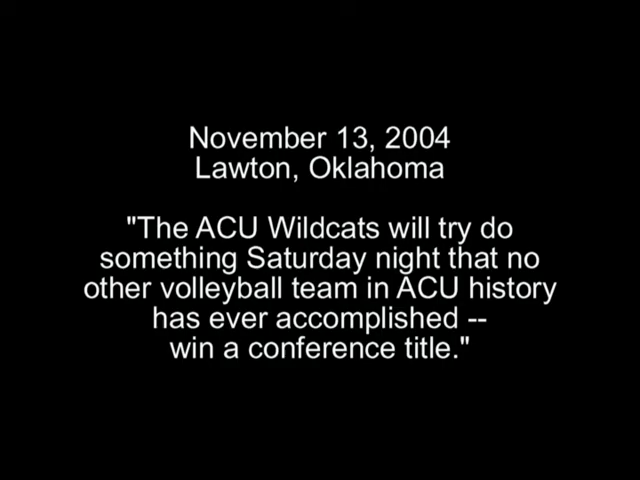 November 13, 2004
Lawton, Oklahoma
"The ACU Wildcats will try do
something Saturday night that no
other volleyball team in ACU history
has ever accomplished --
win a conference title."